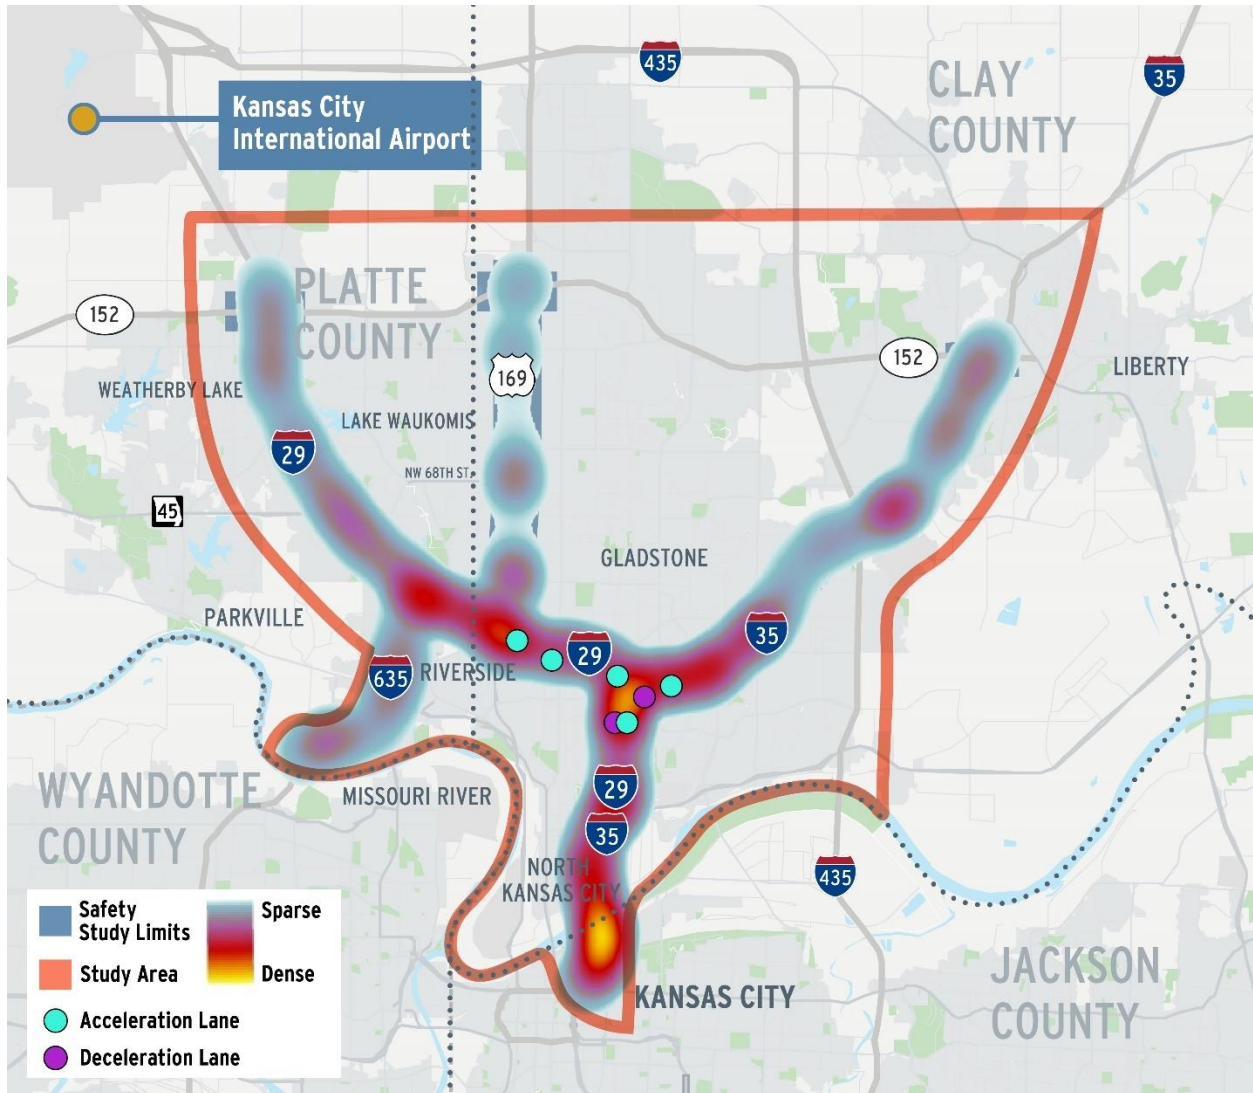 435
35
CLAY
COUNTY
Kansas City
International Airport
PLATTE
COUNTY
152
152
LIBERTY
169
WEATHERBY LAKE
LAKE WAUKOMIS
29
NW 68TH ST.
45
GLADSTONE
PARKVILLE
35
29
RIVERSIDE
635
WYANDOTTE
COUNTY
MISSOURI RIVER
29
35
NORTH
KANSAS CITY
435
JACKSON
COUNTY
KANSAS CITY
Safety
Study Limits
Sparse
Study Area
Dense
Acceleration Lane
Deceleration Lane